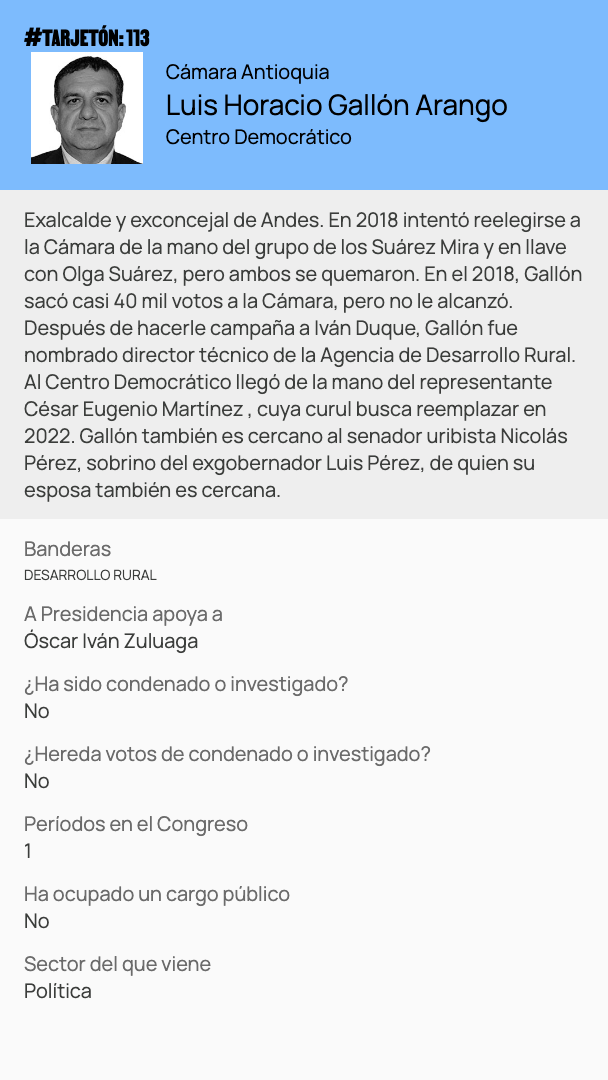 #TARJETÓN: 113
Cámara Antioquia
Luis Horacio Gallón Arango
Centro Democrático
Exalcalde y exconcejal de Andes. En 2018 intentó reelegirse a
la Cámara de la mano del grupo de los Suárez Mira y en llave
con Olga Suárez, pero ambos se quemaron. En el 2018, Gallón
sacó casi 40 mil votos a la Cámara, pero no le alcanzó.
Después de hacerle campaña a Iván Duque, Gallón fue
nombrado director técnico de la Agencia de Desarrollo Rural.
Al Centro Democrático llegó de la mano del representante
César Eugenio Martínez , cuya curul busca reemplazar en
2022. Gallón también es cercano al senador uribista Nicolás
Pérez, sobrino del exgobernador Luis Pérez, de quien su
esposa también es cercana.
Banderas
DESARROLLO RURAL
A Presidencia apoya a
Óscar Iván Zuluaga
¿Ha sido condenado o investigado?
No
¿Hereda votos de condenado o investigado?
No
Períodos en el Congreso
1
Ha ocupado un cargo público
No
Sector del que viene
Política